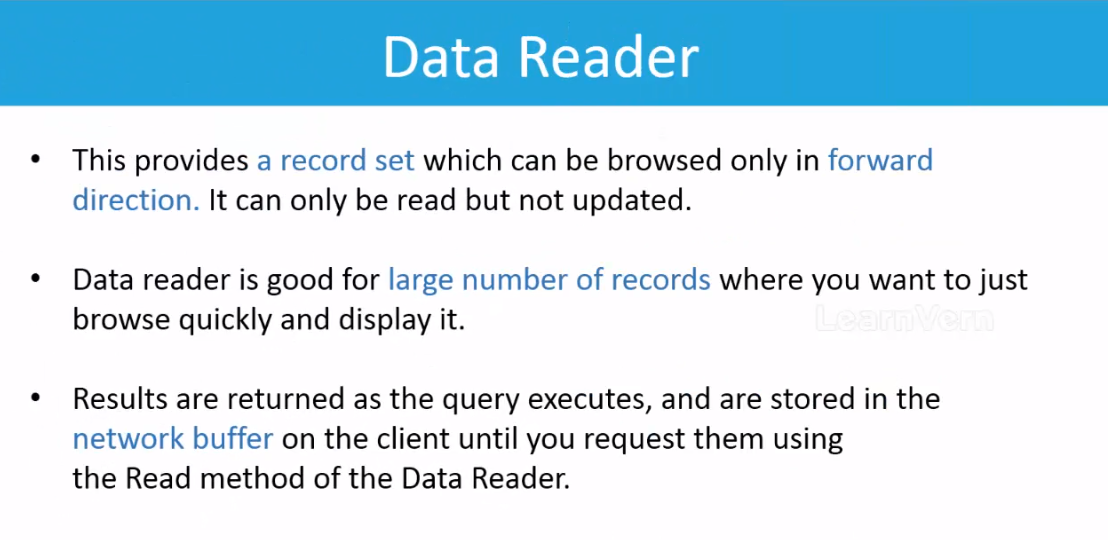 Data Reader
• This provides a record set which can be browsed only in forward
direction. It can only be read but not updated.
• Data reader is good for large number of records where you want to just
browse quickly and display it.
LearnVern
• Results are returned as the query executes, and are stored in the
network buffer on the client until you request them using
the Read method of the Data Reader.